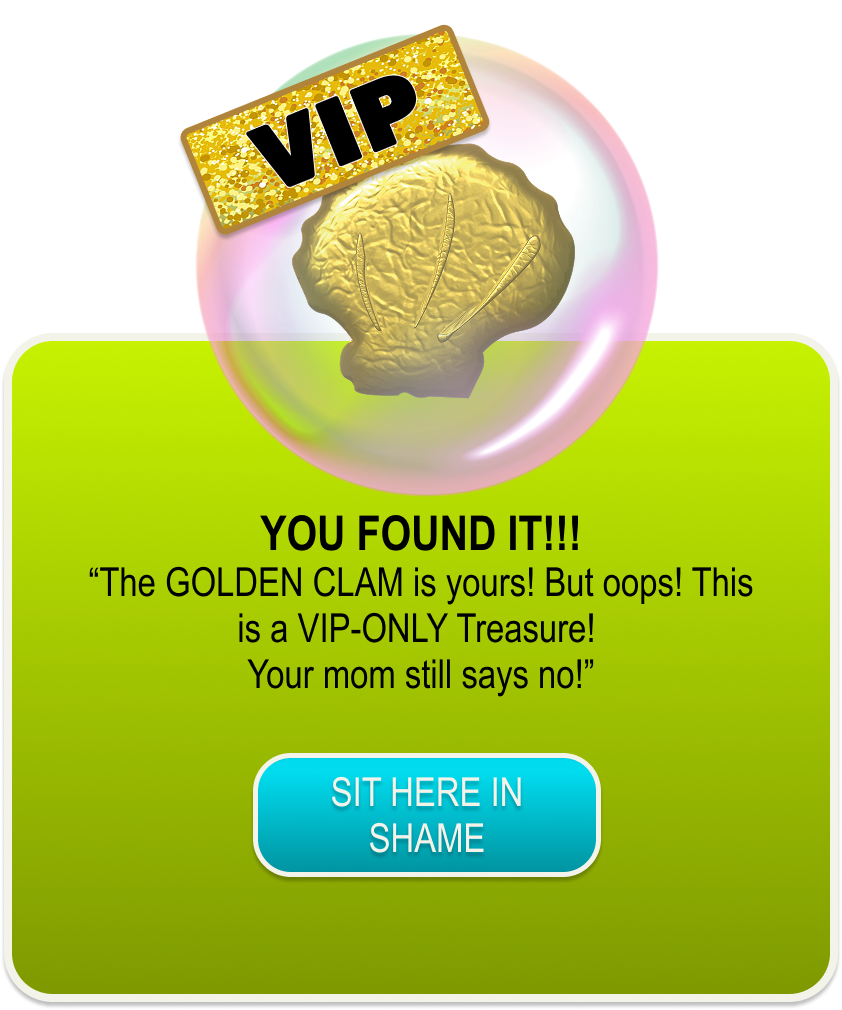 VIP
YOU FOUND IT!!!
“The GOLDEN CLAM is yours! But oops! This
is a VIP-ONLY Treasure!
Your mom still says no!”
SIT HERE IN
SHAME